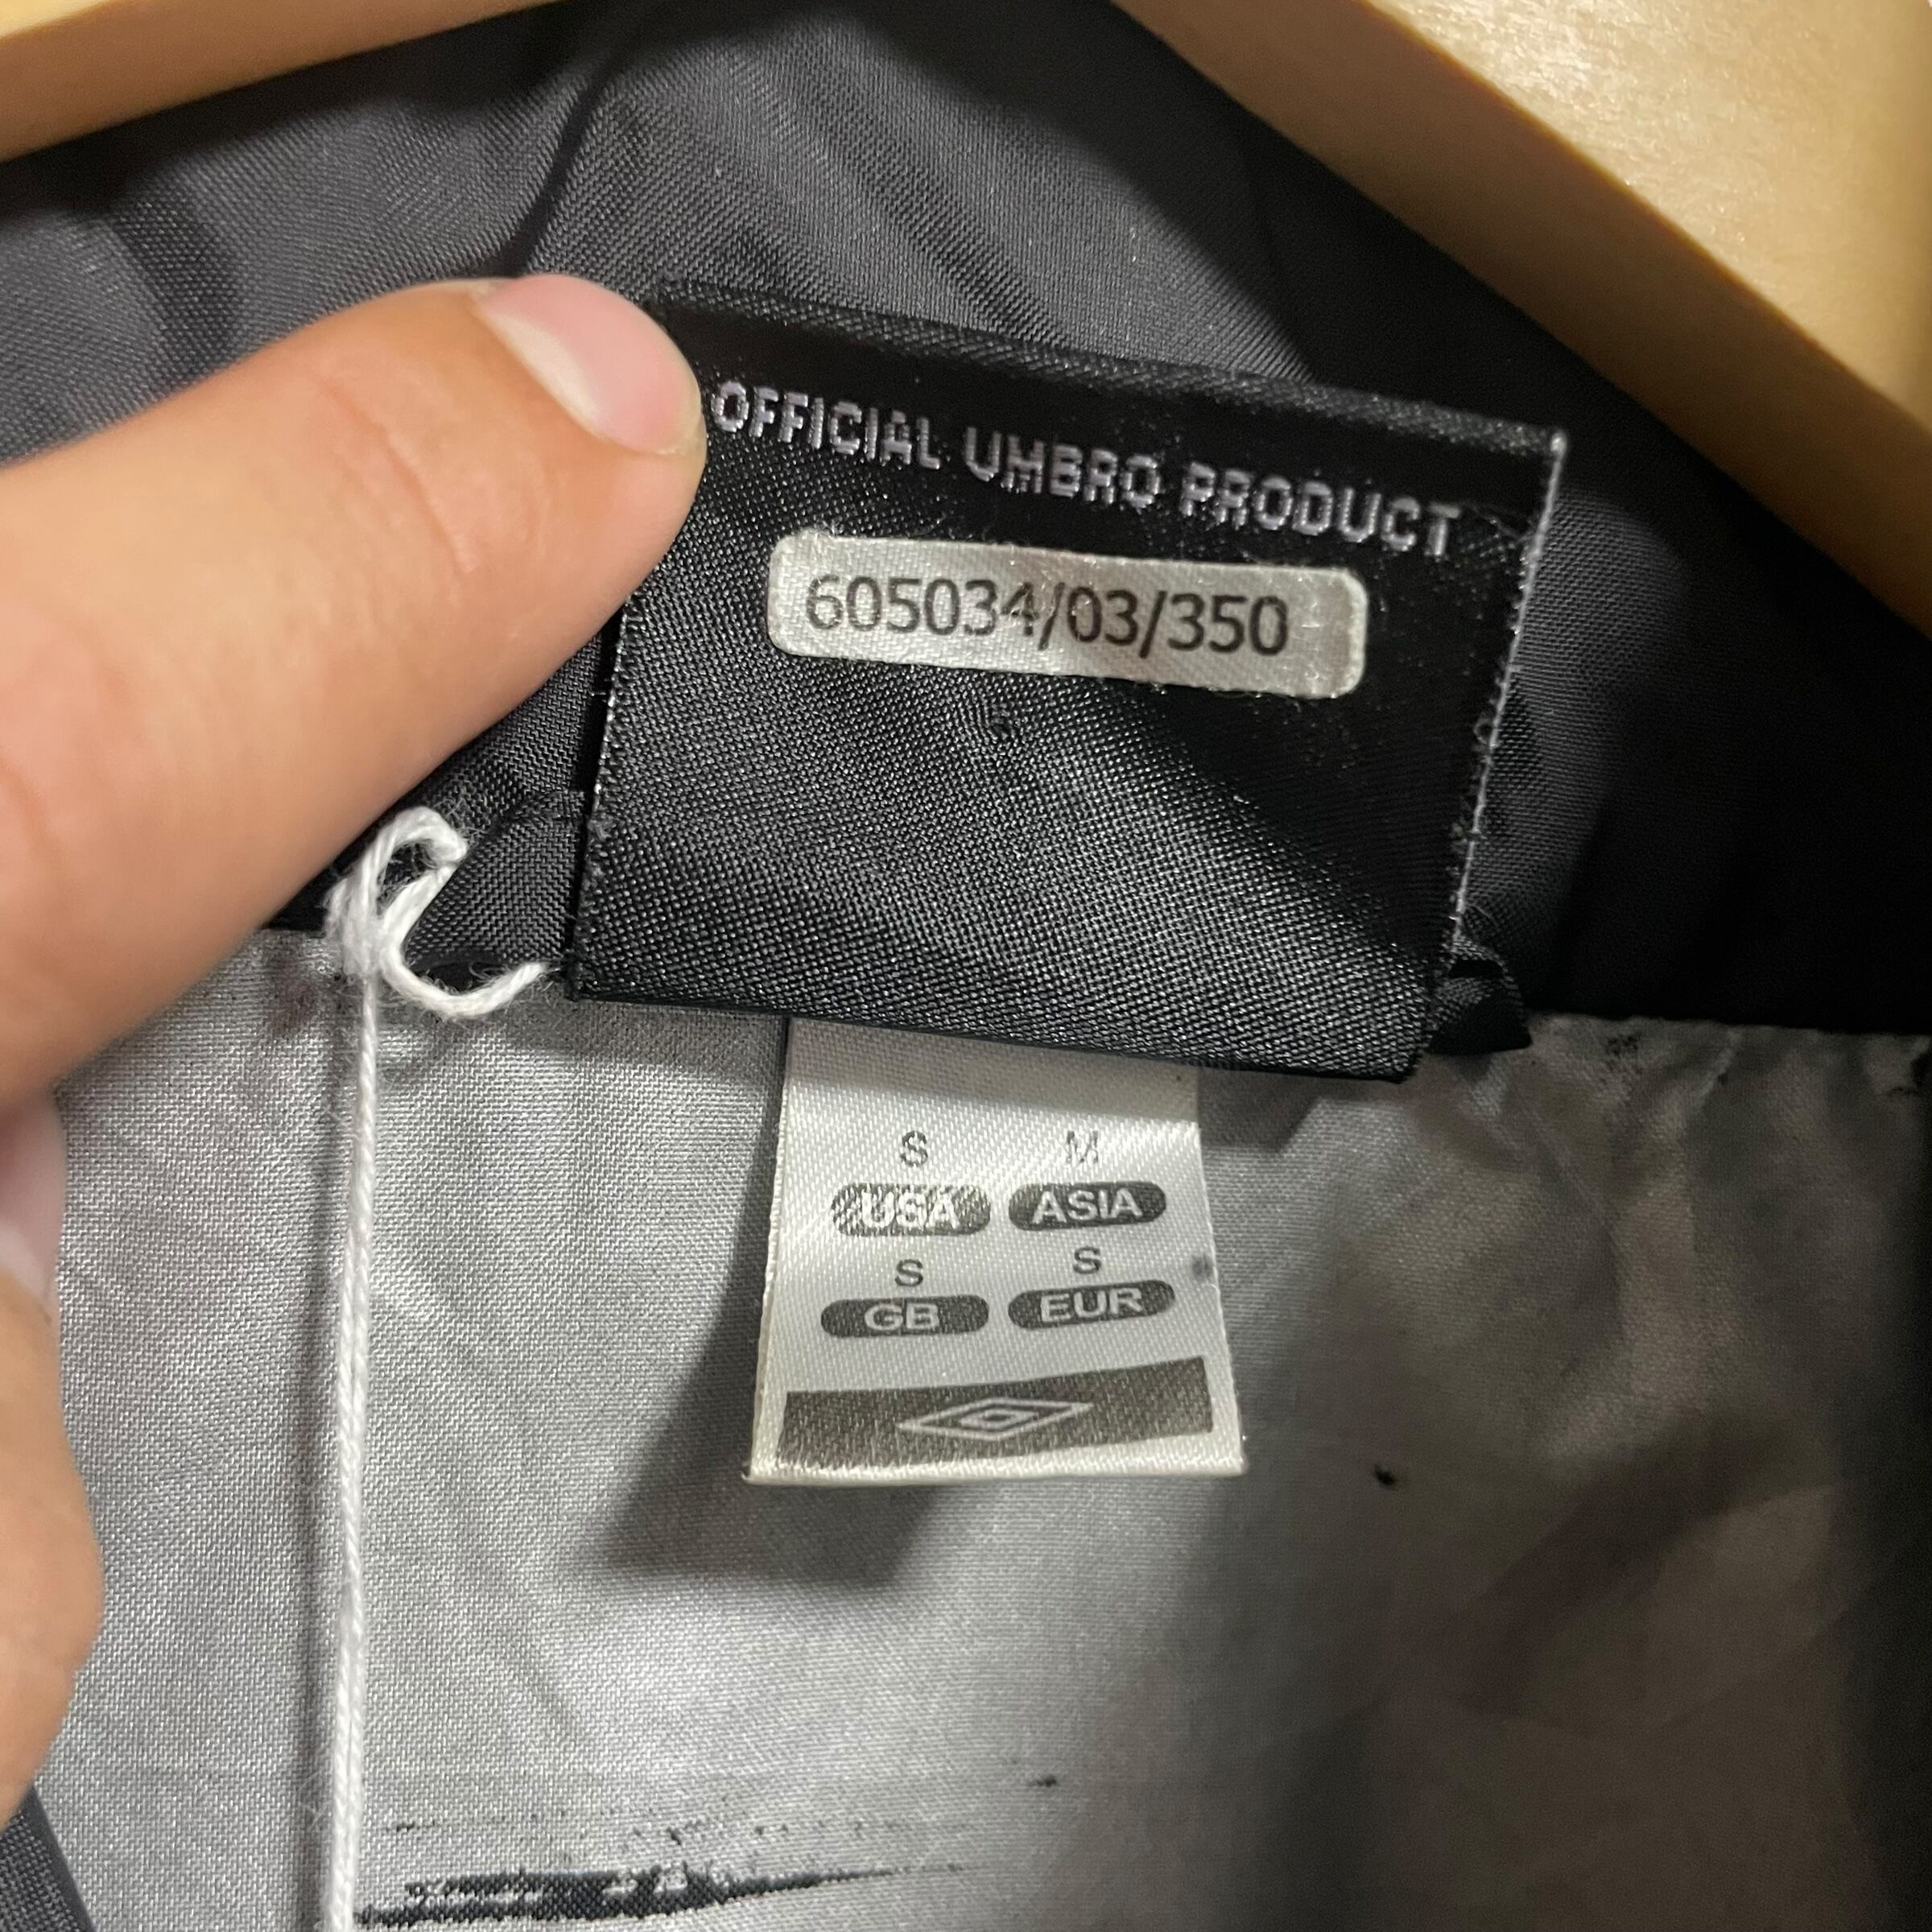 OFFICIAL UMBRO PRODUCT
605034/03/350
S M
USA ASIA
S S
GB EUR